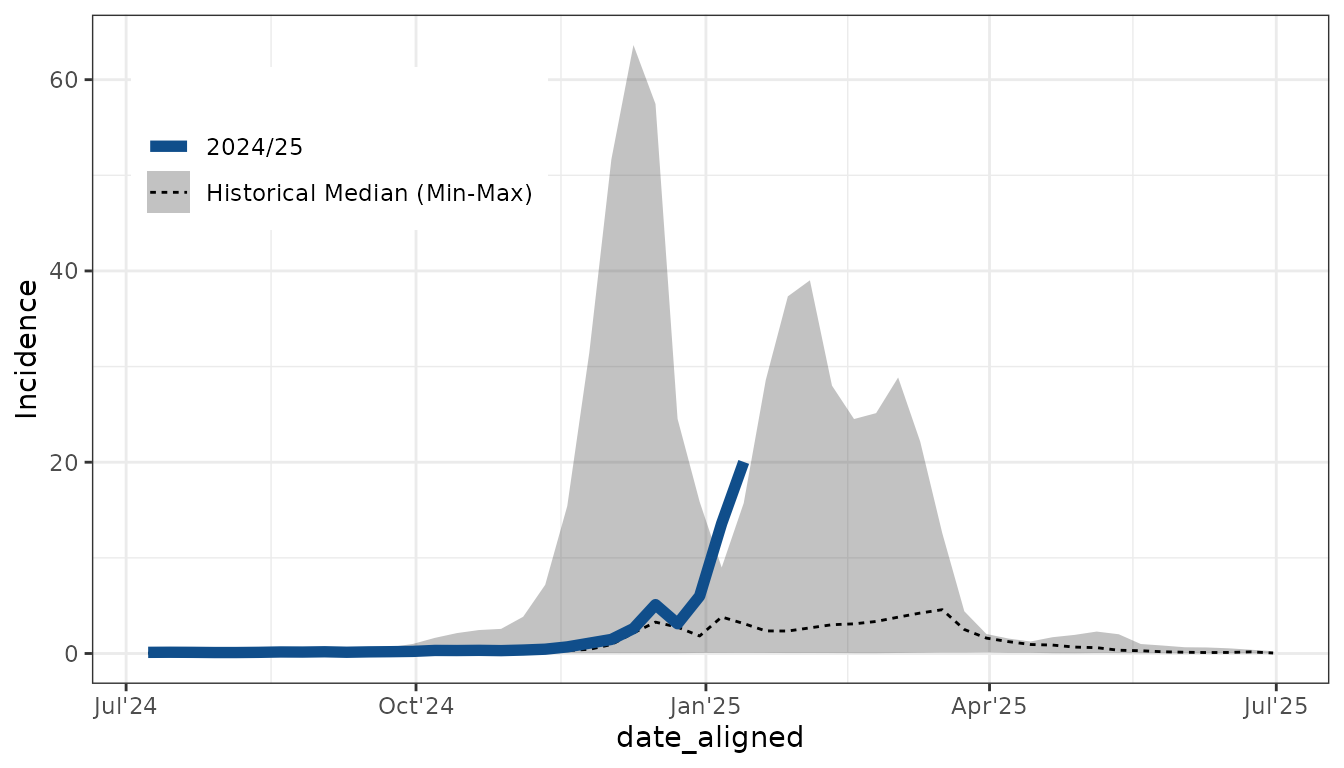 60
40
20
0
Incidence
2024/25
Historical Median (Min-Max)
Jul'24
Oct'24
Jan'25
Apr'25
Jul'25
date_aligned